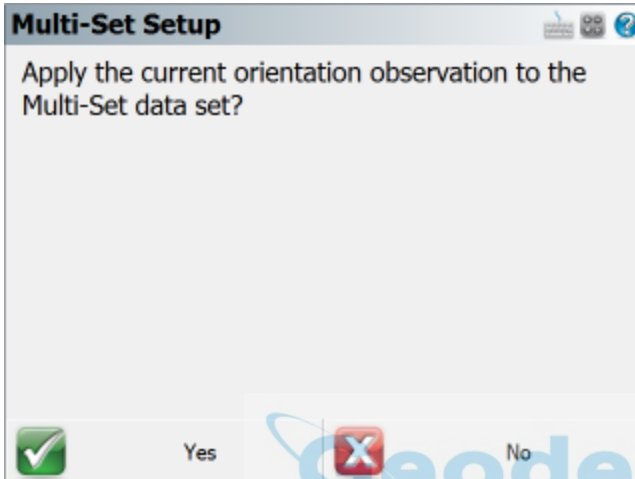 Multi-Set Setup
Apply the current orientation observation to the
Multi-Set data set?
Yes
No